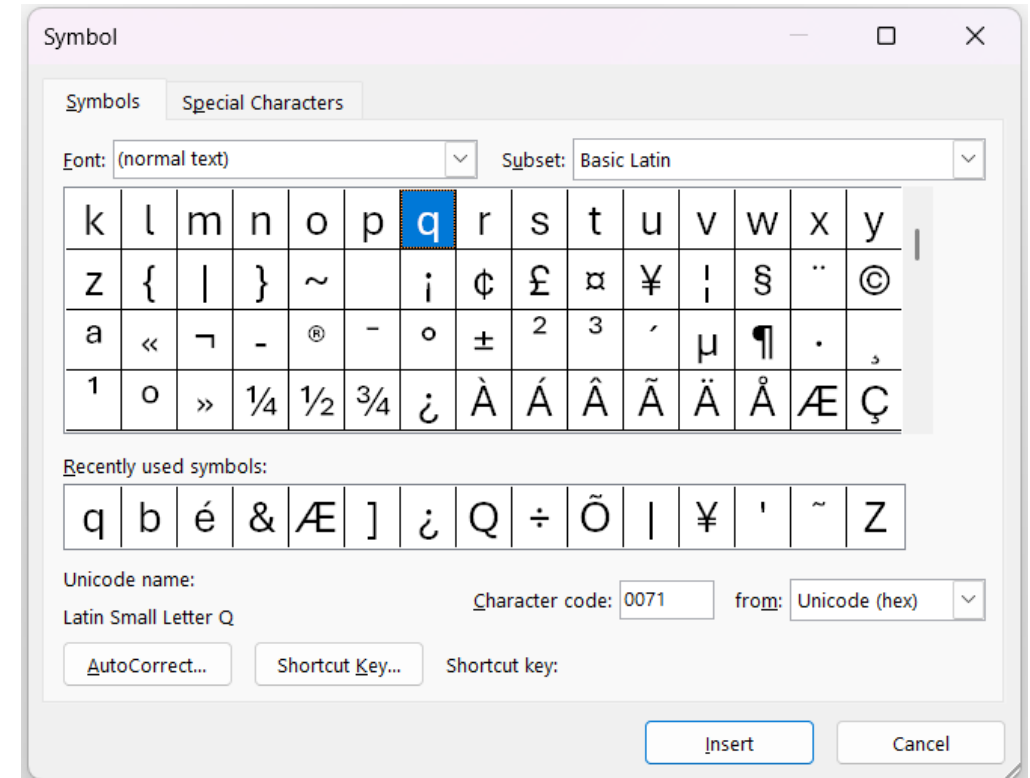 Symbol
Symbols Special Characters
Font: (normal text) Subset: Basic Latin
k l m n o p q r s t u v w x y
z { | } ~ ¡ ¢ £ ¤ ¥ ¦ § ¨ ©
ª « ¬ - ® ¯ ° ± ² ³ ´ µ ¶ · ¸
¹ º » ¼ ½ ¾ ¿ À Á Â Ã Ä Å Æ Ç
Recently used symbols:
q b é & Æ ] ¿ Q ÷ Õ | ¥ ' ~ Z
Unicode name:
Latin Small Letter Q
Character code: 0071 from: Unicode (hex)
AutoCorrect... Shortcut Key... Shortcut key:
Insert Cancel